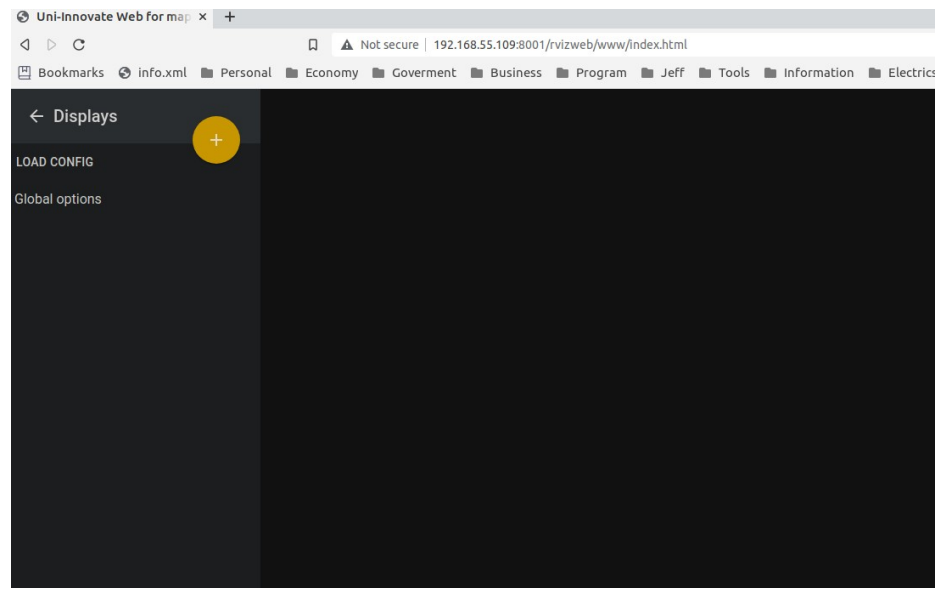 Uni-Innovate Web for map
Not secure 192.168.55.109:8001/rvizweb/www/index.html
Bookmarks info.xml Personal Economy Goverment Business Program Jeff Tools Information Electrics
Displays
+
LOAD CONFIG
Global options